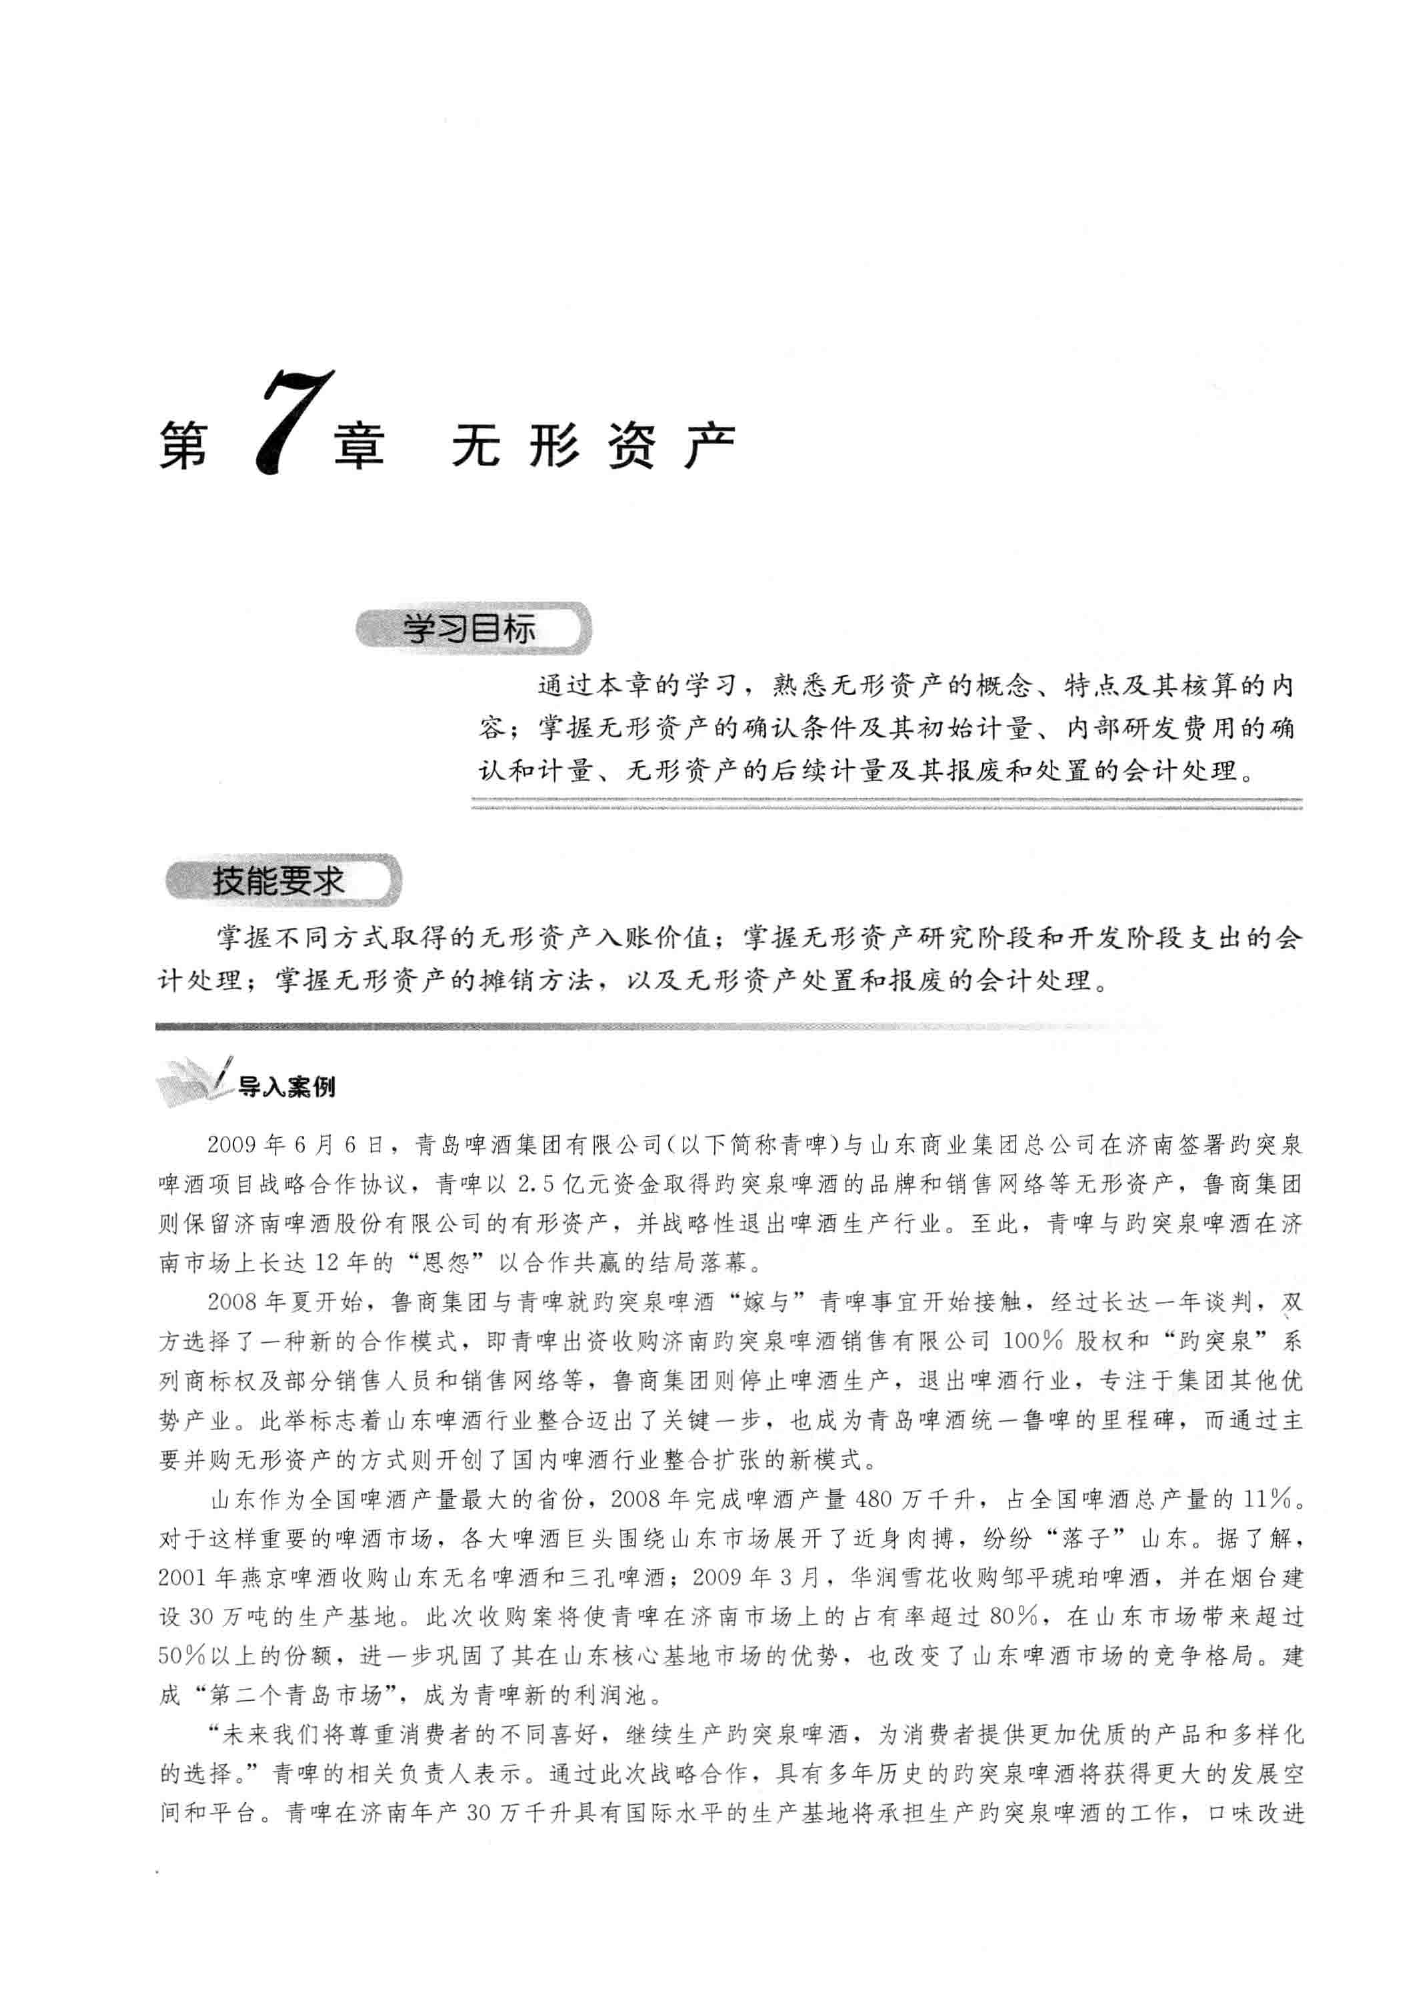 第7章 无形资产
学习目标
通过本章的学习，熟悉无形资产的概念、特点及其核算的内
容；掌握无形资产的确认条件及其初始计量、内部研发费用的确
认和计量、无形资产的后续计量及其报废和处置的会计处理。
技能要求
掌握不同方式取得的无形资产入账价值；掌握无形资产研究阶段和开发阶段支出的会
计处理；掌握无形资产的摊销方法，以及无形资产处置和报废的会计处理。
导入案例
2009年6月6日，青岛啤酒集团有限公司(以下简称青啤)与山东商业集团总公司在济南签署趵突泉
啤酒项目战略合作协议，青啤以2.5亿元资金取得趵突泉啤酒的品牌和销售网络等无形资产，鲁商集团
则保留济南啤酒股份有限公司的有形资产，并战略性退出啤酒生产行业。至此，青啤与趵突泉啤酒在济
南市场上长达12年的“恩怨”以合作共赢的结局落幕。
2008年夏开始，鲁商集团与青啤就趵突泉啤酒“嫁与”青啤事宜开始接触，经过长达一年谈判，双
方选择了一种新的合作模式，即青啤出资收购济南趵突泉啤酒销售有限公司100%股权和“趵突泉”系
列商标权及部分销售人员和销售网络等，鲁商集团则停止啤酒生产，退出啤酒行业，专注于集团其他优
势产业。此举标志着山东啤酒行业整合迈出了关键一步，也成为青岛啤酒统一鲁啤的里程碑，而通过主
要并购无形资产的方式则开创了国内啤酒行业整合扩张的新模式。
山东作为全国啤酒产量最大的省份，2008年完成啤酒产量480万千升，占全国啤酒总产量的11%。
对于这样重要的啤酒市场，各大啤酒巨头围绕山东市场展开了近身肉搏，纷纷“落子”山东。据了解，
2001年燕京啤酒收购山东无名啤酒和三孔啤酒；2009年3月，华润雪花收购邹平琥珀啤酒，并在烟台建
设30万吨的生产基地。此次收购案将使青啤在济南市场上的占有率超过80%，在山东市场带来超过
50%以上的份额，进一步巩固了其在山东核心基地市场的优势，也改变了山东啤酒市场的竞争格局。建
成“第二个青岛市场”，成为青啤新的利润池。
“未来我们将尊重消费者的不同喜好，继续生产趵突泉啤酒，为消费者提供更加优质的产品和多样化
的选择。”青啤的相关负责人表示。通过此次战略合作，具有多年历史的趵突泉啤酒将获得更大的发展空
间和平台。青啤在济南年产30万千升具有国际水平的生产基地将承担生产趵突泉啤酒的工作，口味改进